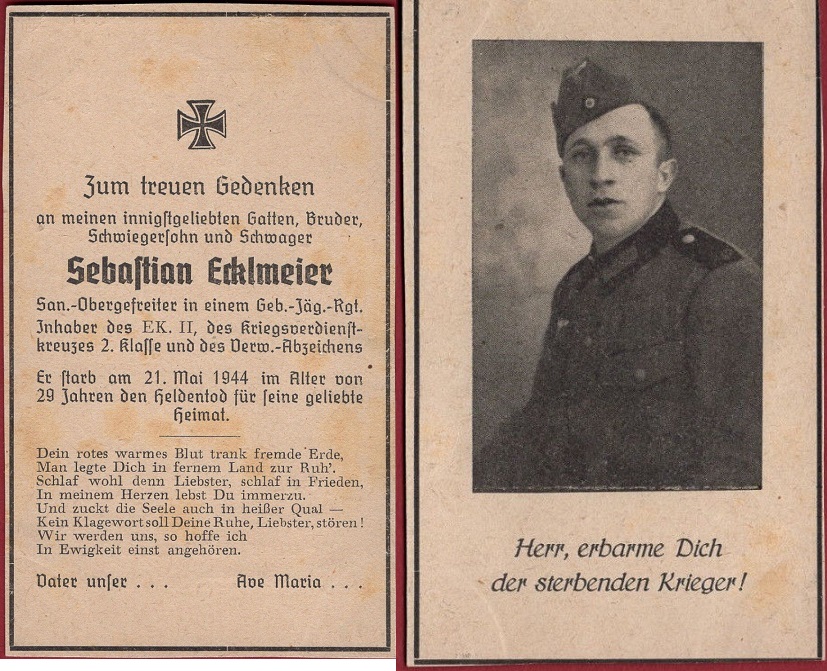 Zum treuen Gedenken
an meinen innigstgeliebten Gatten, Bruder,
Schwiegersohn und Schwager
Sebastian Ecklmeier
San.-Obergefreiter in einem Geb.-Jäg.-Rgt.
Inhaber des EK. II, des Kriegsverdienst-
kreuzes 2. Klasse und des Verw.-Abzeichens
Er starb am 21. Mai 1944 im Alter von
29 Jahren den Heldentod für seine geliebte
Heimat.
Dein rotes warmes Blut trank fremde Erde,
Man legte Dich in fernem Land zur Ruh'.
Schlaf wohl denn Liebster, schlaf in Frieden,
In meinem Herzen lebst Du immerzu.
Und zuckt die Seele auch in heißer Qual —
Kein Klagewort soll Deine Ruhe, Liebster, stören!
Wir werden uns, so hoffe ich
In Ewigkeit einst angehören.
Vater unser . . . Ave Maria . . .
Herr, erbarme Dich
der sterbenden Krieger!